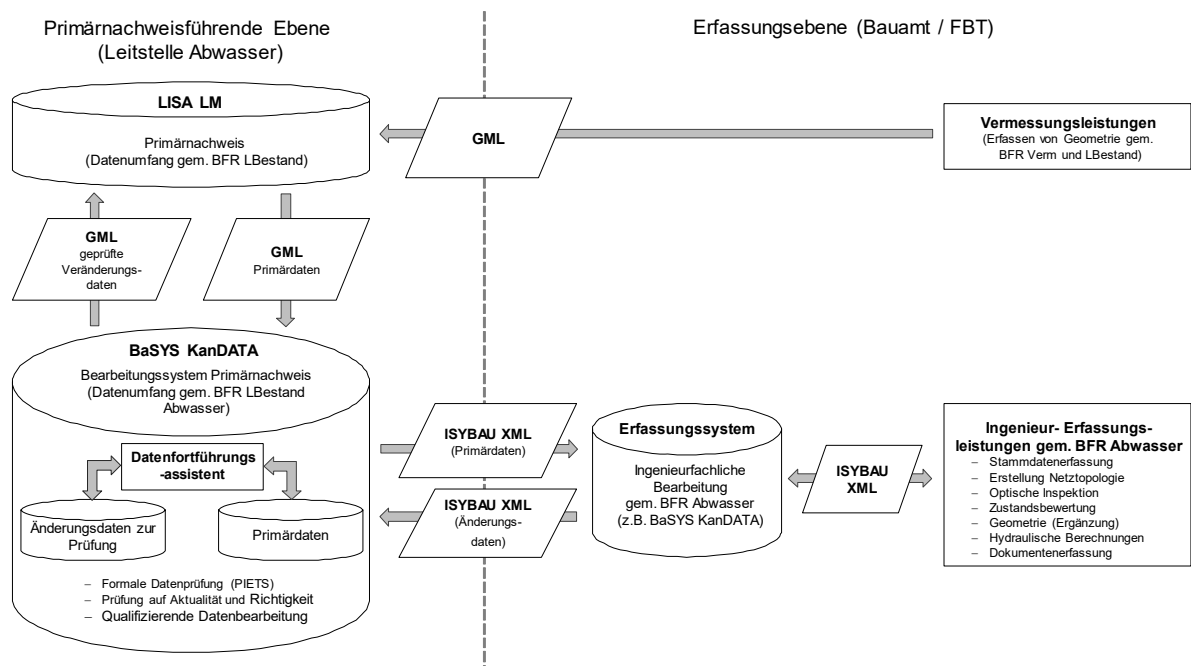 Primärnachweisführende Ebene
(Leitstelle Abwasser)
Erfassungsebene (Bauamt / FBT)
LISA LM
Primärnachweis
(Datenumfang gem. BFR LBestand)
GML
Vermessungsleistungen
(Erfassen von Geometrie gem.
BFR Verm und LBestand)
GML
geprüfte
Veränderungs-
daten
GML
Primärdaten
BaSYS KanDATA
Bearbeitungssystem Primärnachweis
(Datenumfang gem. BFR LBestand
Abwasser)
Datenfortführungs
-assistent
Änderungsdaten zur
Prüfung
Primärdaten
– Formale Datenprüfung (PIETS)
– Prüfung auf Aktualität und Richtigkeit
– Qualifizierende Datenbearbeitung
ISYBAU XML
(Primärdaten)
ISYBAU XML
(Änderungs-
daten)
Erfassungssystem
Ingenieurfachliche
Bearbeitung
gem. BFR Abwasser
(z.B. BaSYS KanDATA)
ISYBAU
XML
Ingenieur- Erfassungs-
leistungen gem. BFR Abwasser
– Stammdatenerfassung
– Erstellung Netztopologie
– Optische Inspektion
– Zustandsbewertung
– Geometrie (Ergänzung)
– Hydraulische Berechnungen
– Dokumentenerfassung